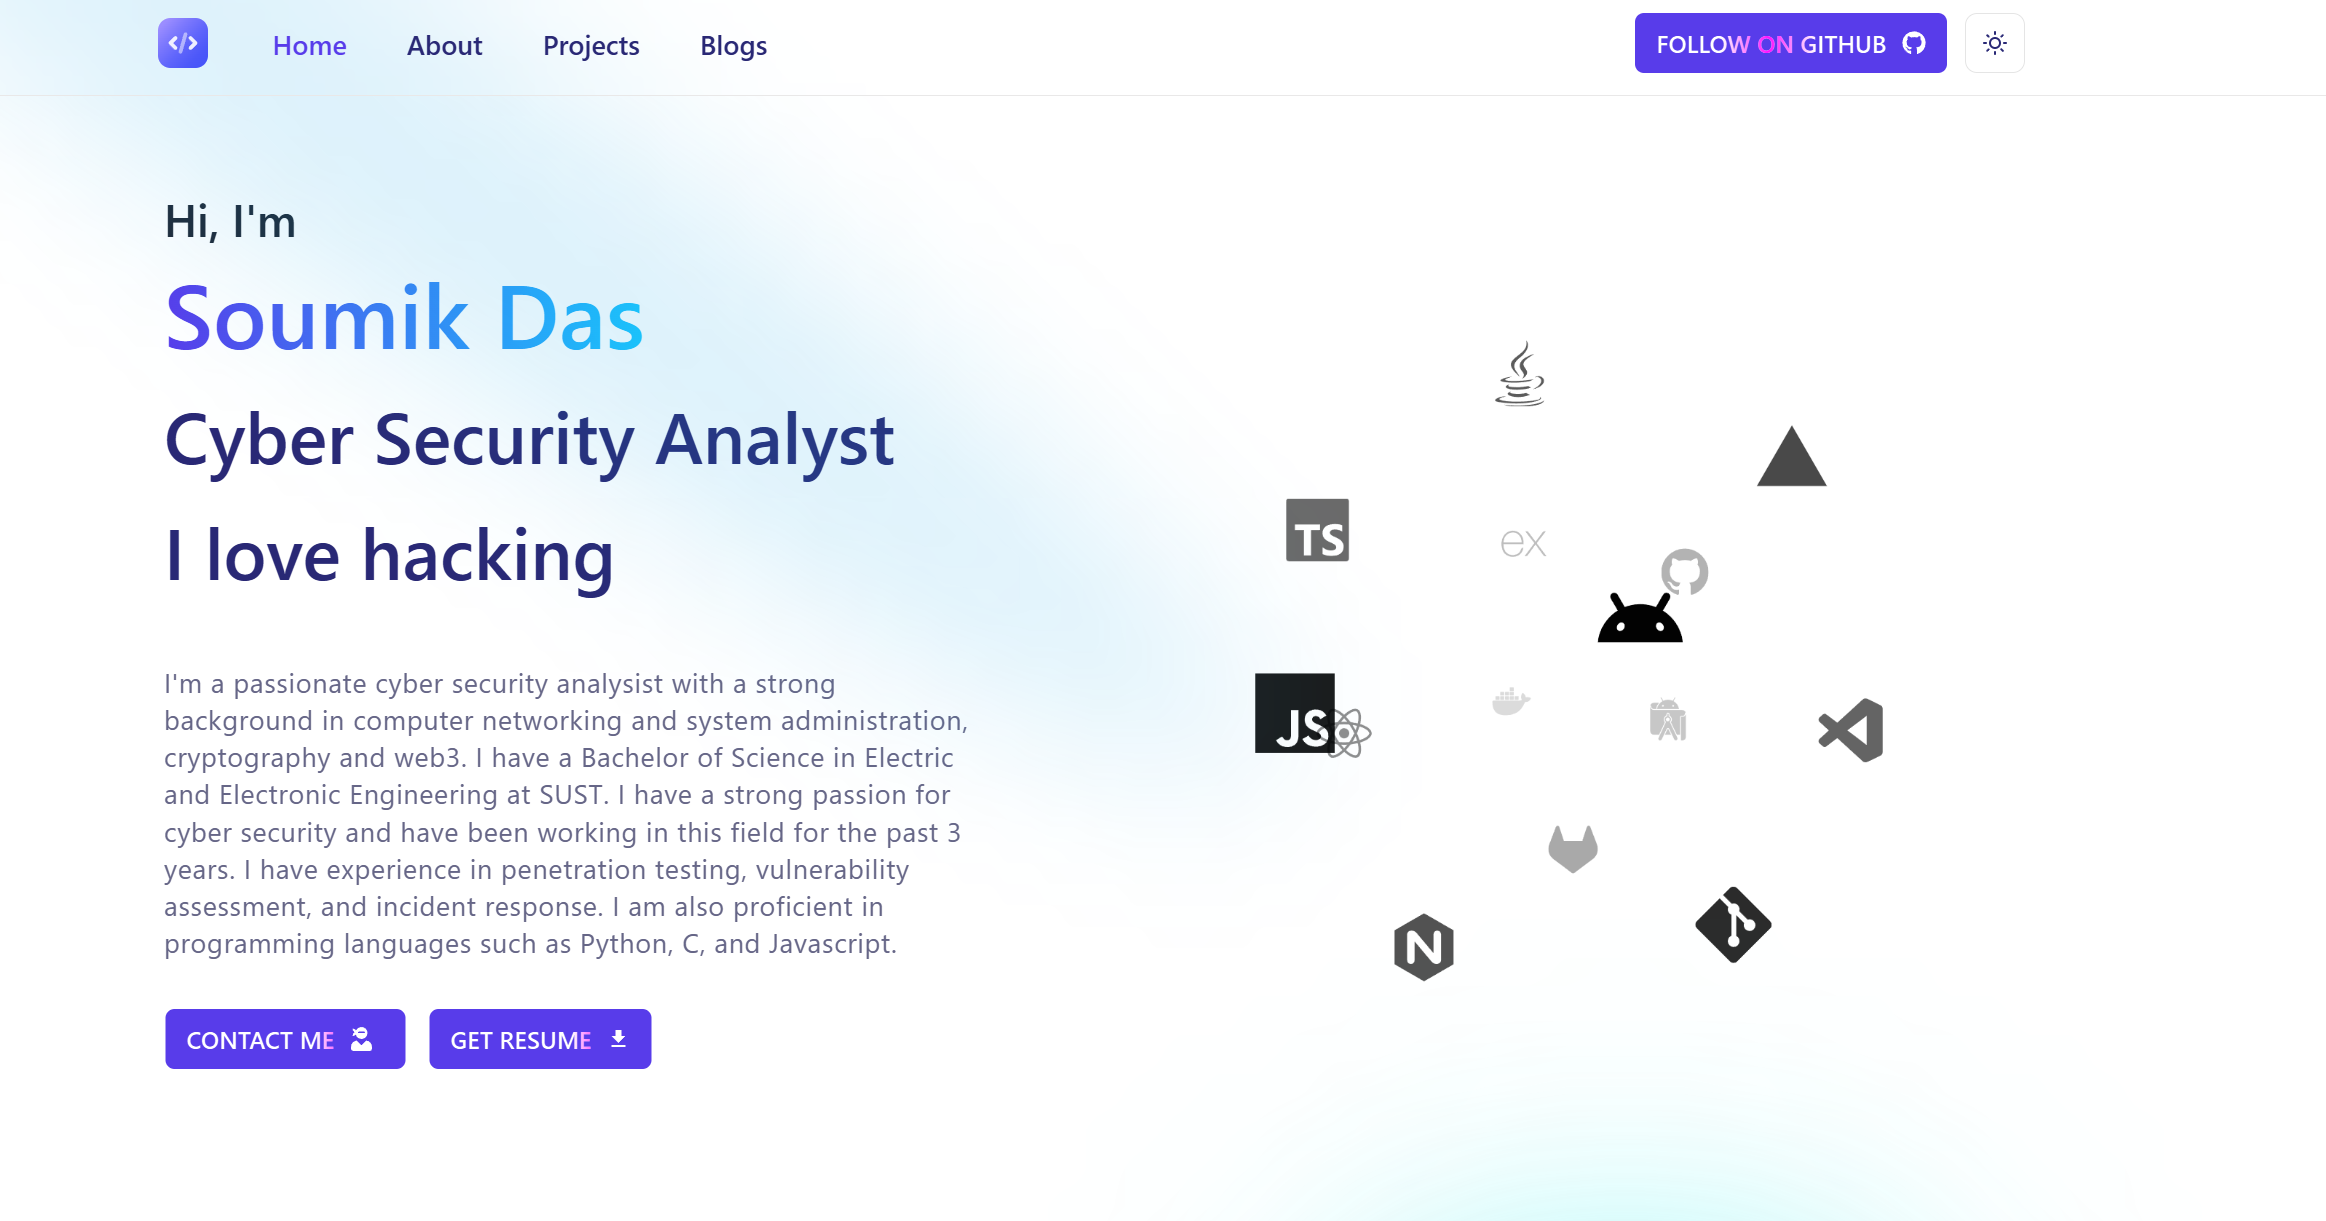 Home About Projects Blogs FOLLOW ON GITHUB
Hi, I'm
Soumik Das
Cyber Security Analyst
I love hacking
I'm a passionate cyber security analysist with a strong
background in computer networking and system administration,
cryptography and web3. I have a Bachelor of Science in Electric
and Electronic Engineering at SUST. I have a strong passion for
cyber security and have been working in this field for the past 3
years. I have experience in penetration testing, vulnerability
assessment, and incident response. I am also proficient in
programming languages such as Python, C, and Javascript.
CONTACT ME GET RESUME
TS
ex
JS
N